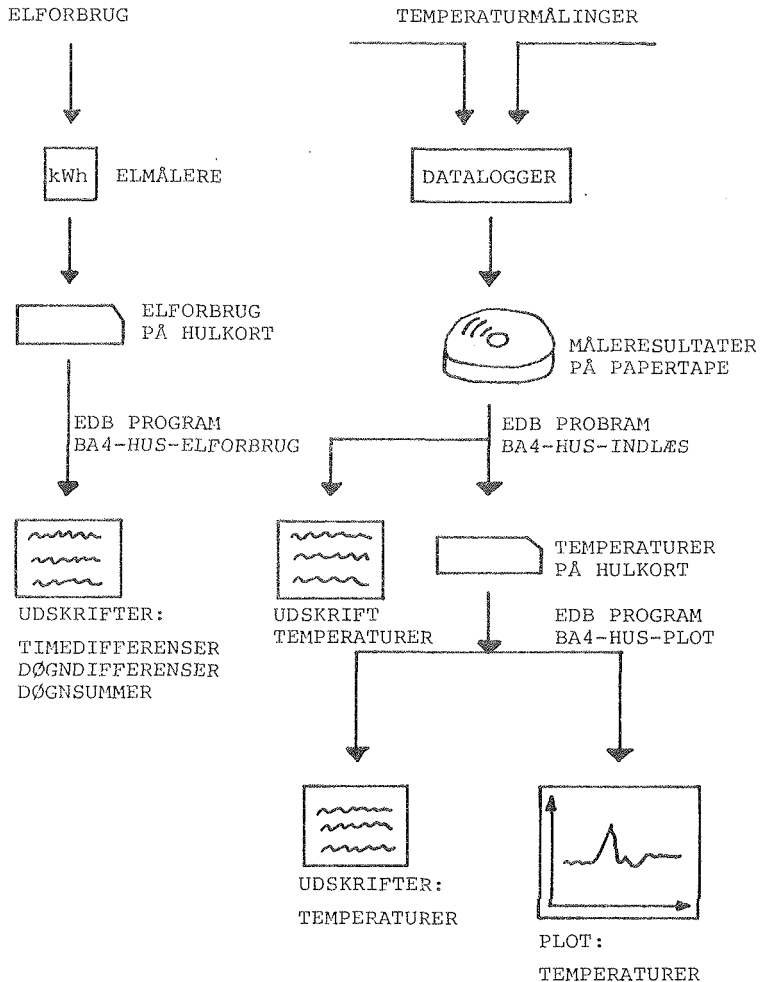 ELFORBRUG
TEMPERATURMÅLINGER
kWh
ELMÅLERE
DATALOGGER
ELFORBRUG
PÅ HULKORT
MÅLERESULTATER
PÅ PAPERTAPE
EDB PROGRAM
BA4-HUS-ELFORBRUG
EDB PROBRAM
BA4-HUS-INDLÆS
UDSKRIFTER:
TIMEDIFFERENSER
DØGNDIFFERENSER
DØGNSUMMER
UDSKRIFT
TEMPERATURER
TEMPERATURER
PÅ HULKORT
EDB PROGRAM
BA4-HUS-PLOT
UDSKRIFTER:
TEMPERATURER
PLOT:
TEMPERATURER